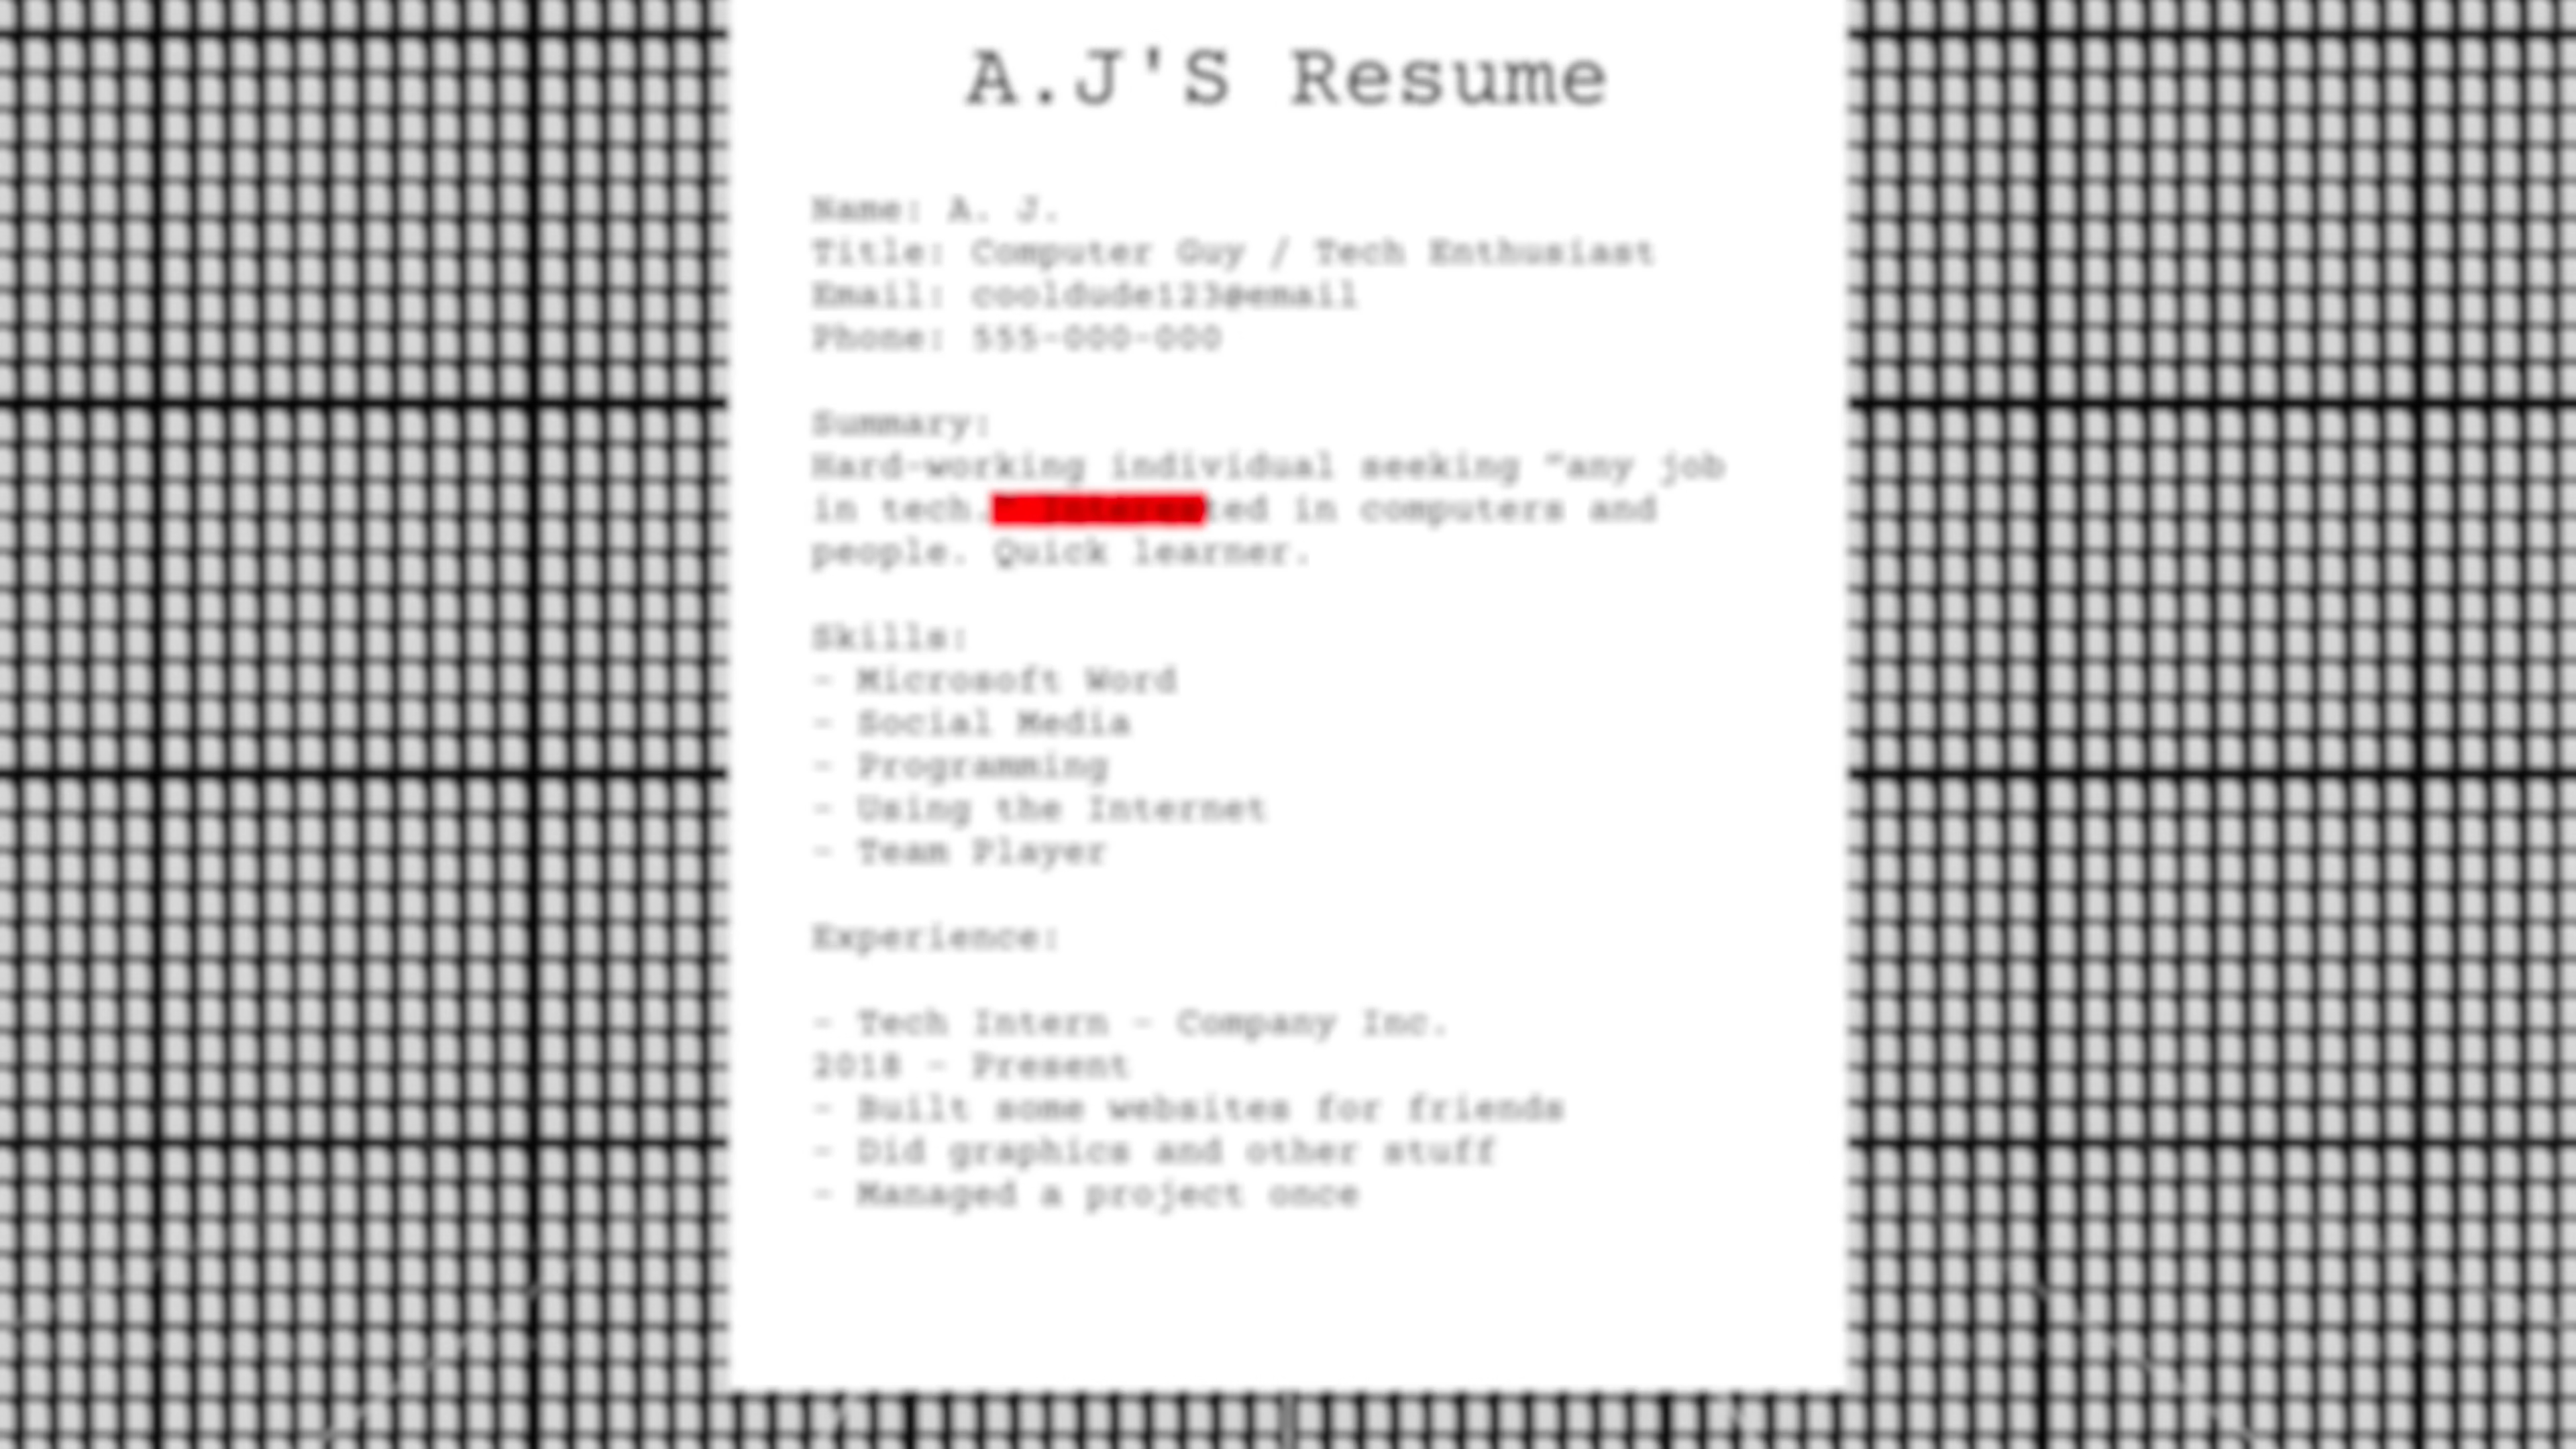 A.J'S Resume
Name: A. J.
Title: Computer Guy / Tech Enthusiast
Email: cooldude123@email
Phone: 555-000-000
Summary:
Hard-working individual seeking “any job
in tech.” Interested in computers and
people. Quick learner.
Skills:
- Microsoft Word
- Social Media
- Programming
- Using the Internet
- Team Player
Experience:
- Tech Intern - Company Inc.
2018 - Present
- Built some websites for friends
- Did graphics and other stuff
- Managed a project once